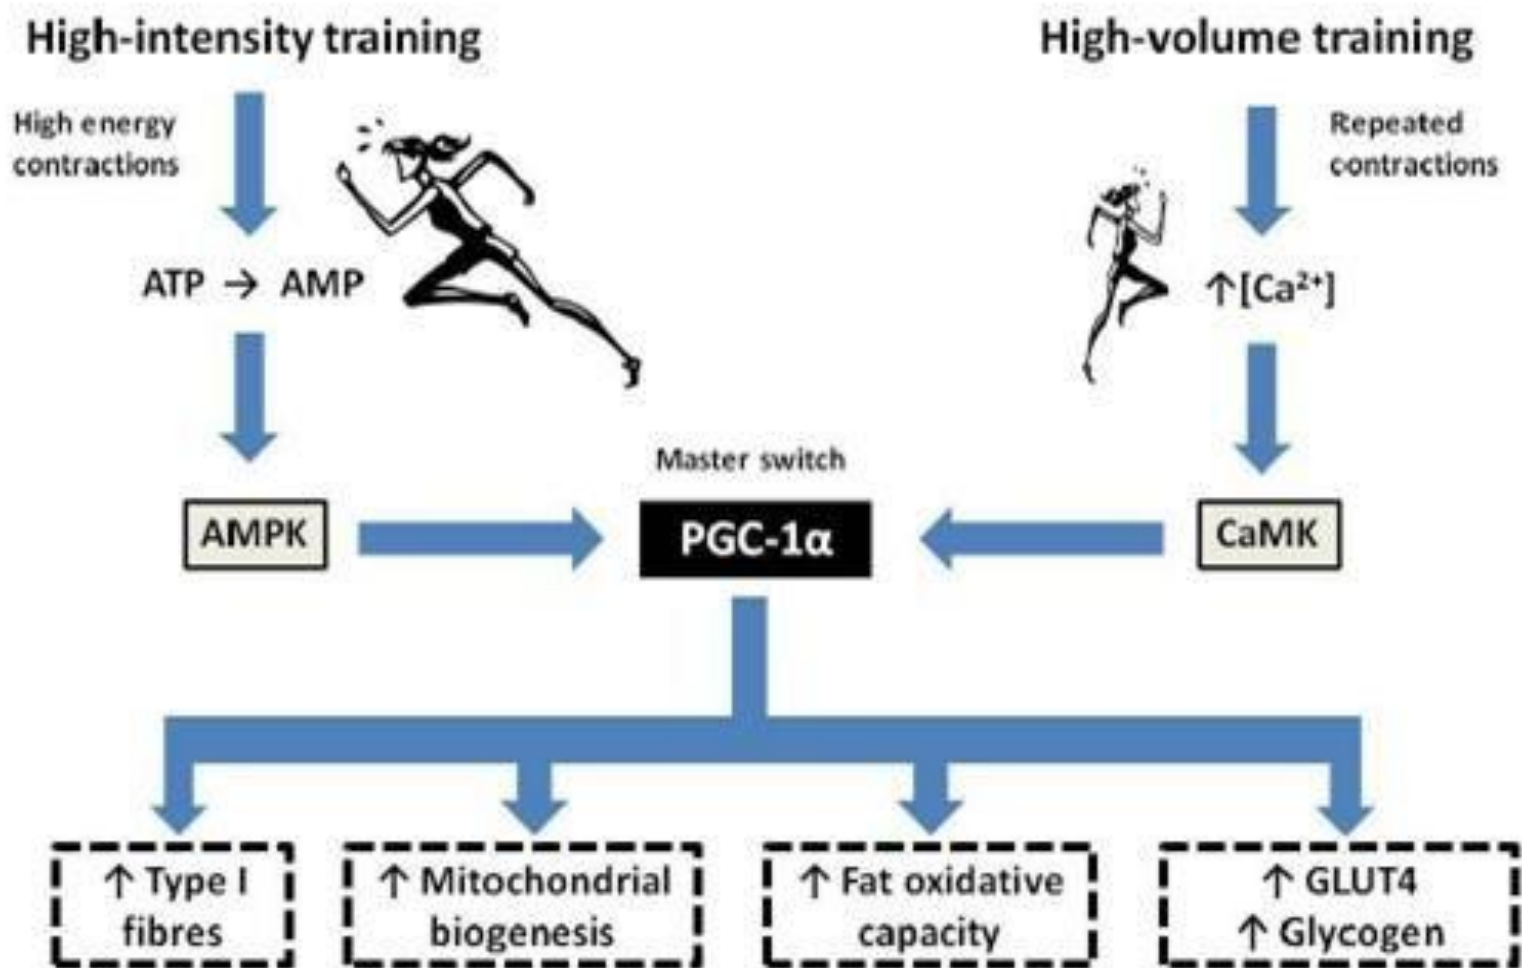 High-intensity training
High-volume training
High energy
contractions
Repeated
contractions
ATP → AMP
↑[Ca²⁺]
Master switch
AMPK
PGC-1α
CaMK
↑ Type I
fibres
↑ Mitochondrial
biogenesis
↑ Fat oxidative
capacity
↑ GLUT4
↑ Glycogen